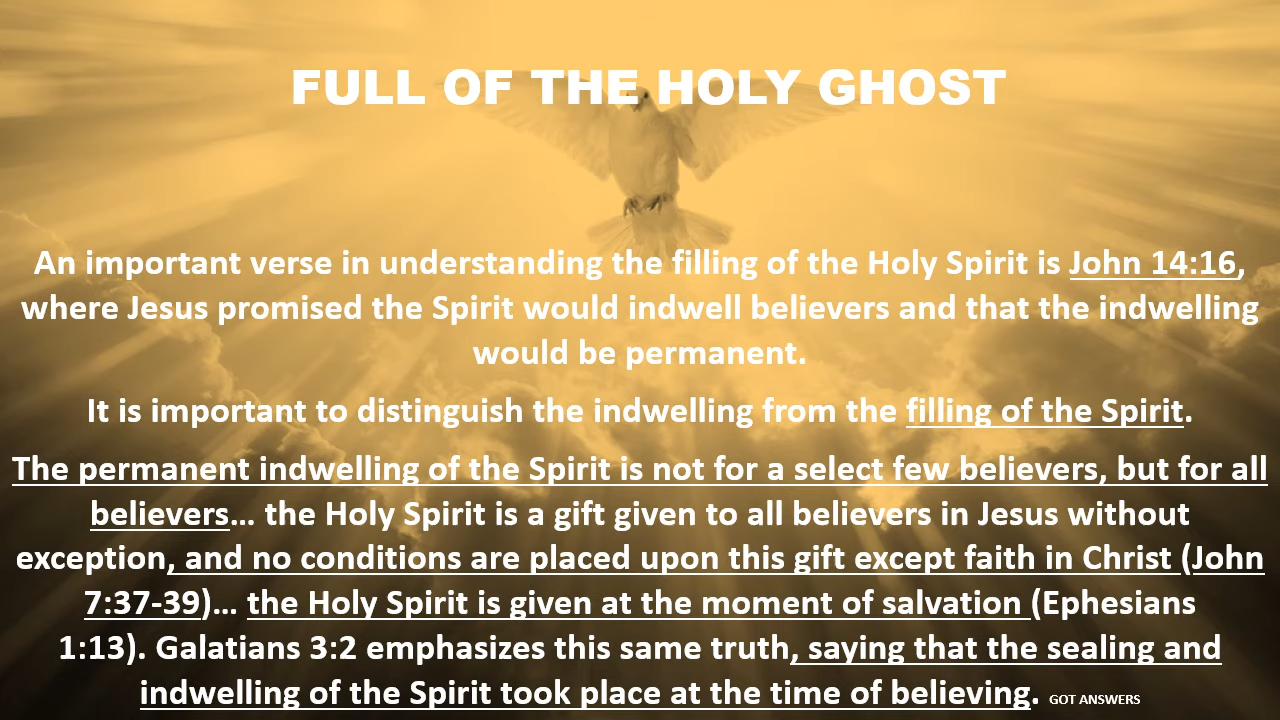 FULL OF THE HOLY GHOST
An important verse in understanding the filling of the Holy Spirit is John 14:16,
where Jesus promised the Spirit would indwell believers and that the indwelling
would be permanent.
It is important to distinguish the indwelling from the filling of the Spirit.
The permanent indwelling of the Spirit is not for a select few believers, but for all
believers… the Holy Spirit is a gift given to all believers in Jesus without
exception, and no conditions are placed upon this gift except faith in Christ (John
7:37-39)… the Holy Spirit is given at the moment of salvation (Ephesians
1:13). Galatians 3:2 emphasizes this same truth, saying that the sealing and
indwelling of the Spirit took place at the time of believing. GOT ANSWERS